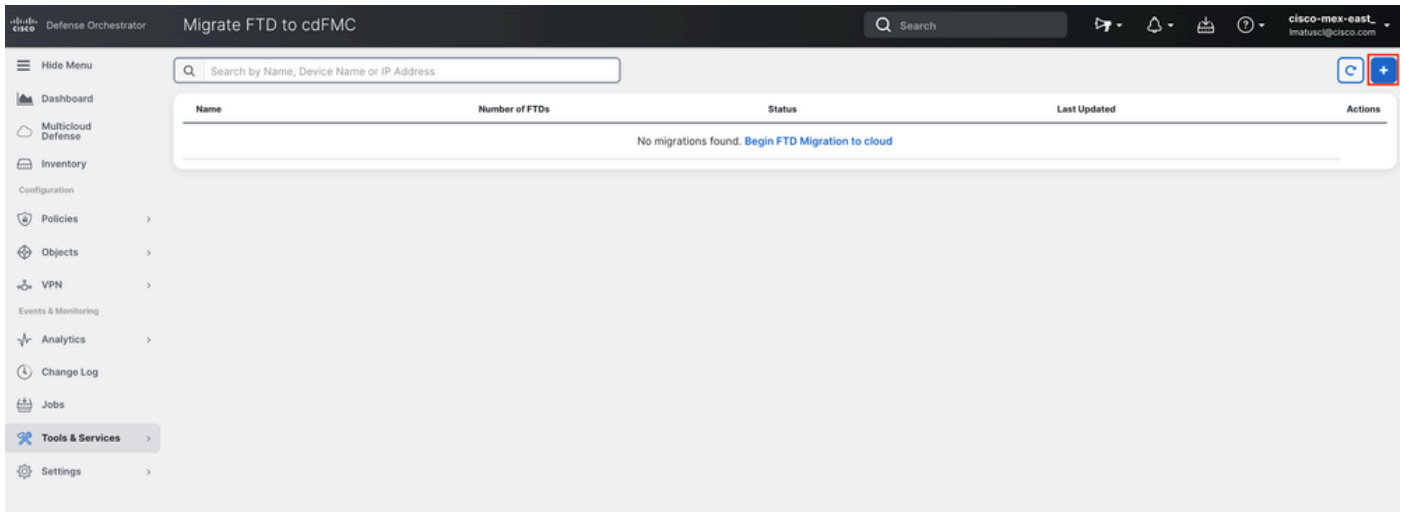 cisco Defense Orchestrator
Migrate FTD to cdFMC
Search
cisco-mex-east_
lmatuscl@cisco.com
Hide Menu
Search by Name, Device Name or IP Address
Dashboard
Multicloud
Defense
Inventory
Configuration
Policies
Objects
VPN
Events & Monitoring
Analytics
Change Log
Jobs
Tools & Services
Settings
Name Number of FTDs Status Last Updated Actions
No migrations found. Begin FTD Migration to cloud